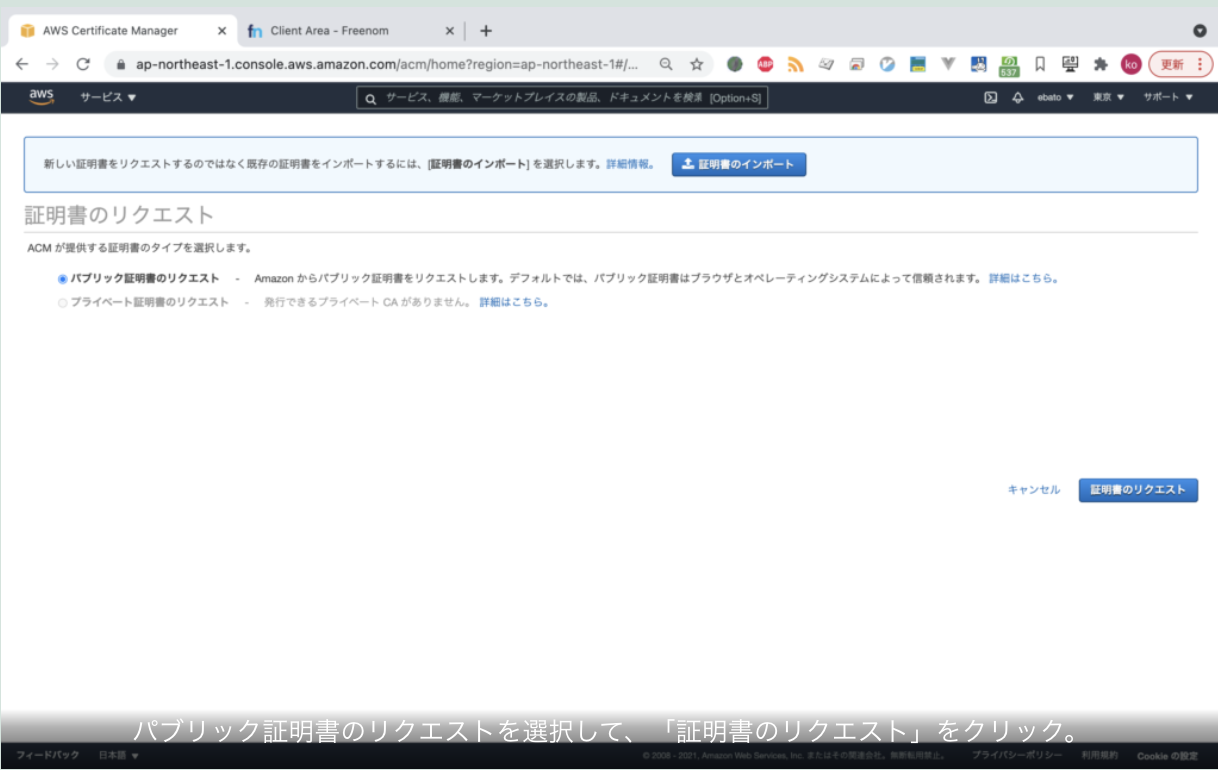 AWS Certificate Manager
Client Area - Freenom
ap-northeast-1.console.aws.amazon.com/acm/home?region=ap-northeast-1#/...
ABP
537
ko
更新
aws
サービス
サービス、機能、マーケットプレイスの製品、ドキュメントを検索 [Option+S]
ebato
東京
サポート
新しい証明書をリクエストするのではなく既存の証明書をインポートするには、[証明書のインポート] を選択します。詳細情報。
証明書のインポート
証明書のリクエスト
ACM が提供する証明書のタイプを選択します。
パブリック証明書のリクエスト - Amazon からパブリック証明書をリクエストします。デフォルトでは、パブリック証明書はブラウザとオペレーティングシステムによって信頼されます。 詳細はこちら。
プライベート証明書のリクエスト - 発行できるプライベート CA がありません。 詳細はこちら。
キャンセル
証明書のリクエスト
パブリック証明書のリクエストを選択して、「証明書のリクエスト」をクリック。
フィードバック
日本語
© 2008 - 2021, Amazon Web Services, Inc. またはその関連会社。無断転用禁止。
プライバシーポリシー
利用規約
Cookie の設定